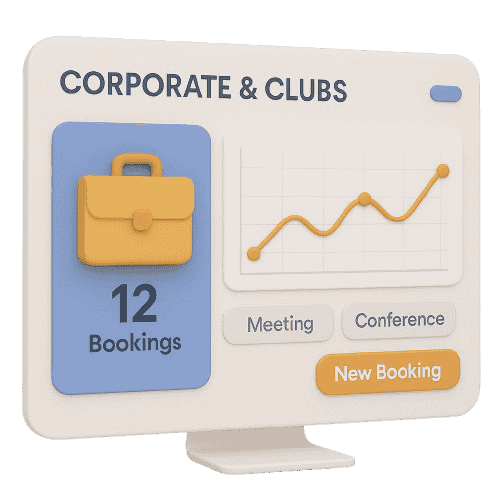 CORPORATE & CLUBS
12
Bookings
Meeting
Conference
New Booking